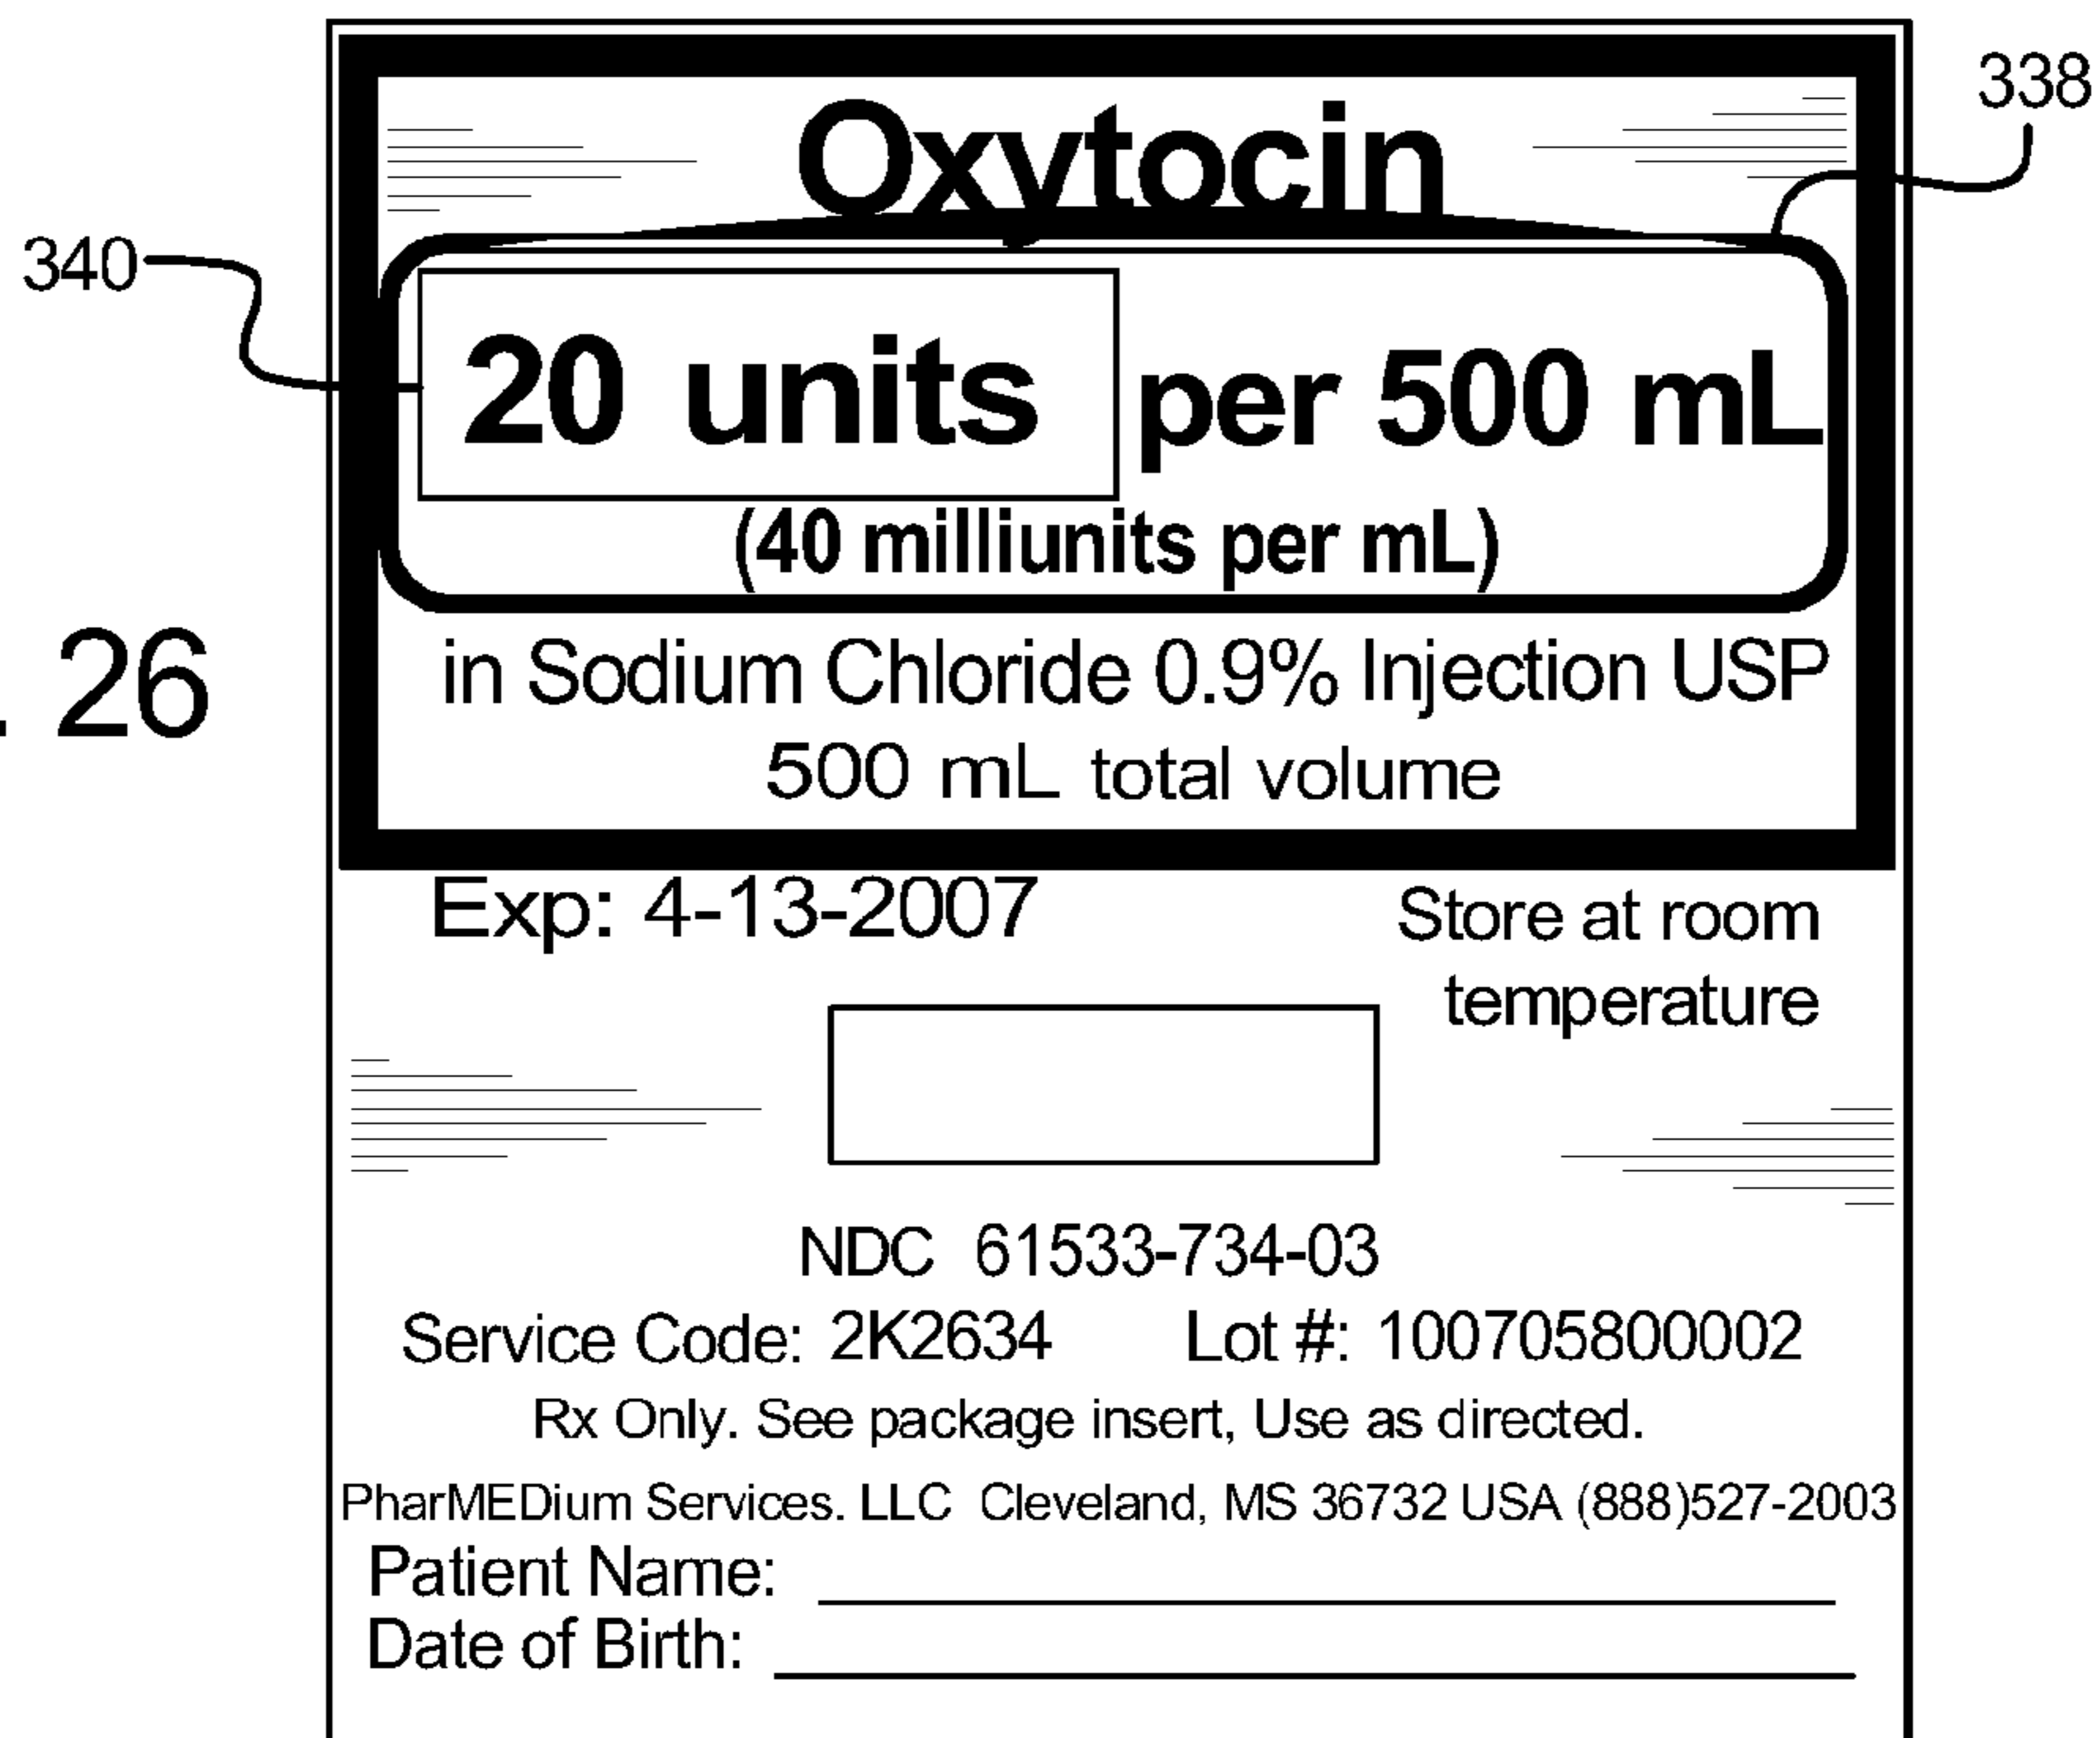 338
Oxytocin
340
20 units per 500 mL
(40 milliunits per mL)
in Sodium Chloride 0.9% Injection USP
. 26
500 mL total volume
Exp: 4-13-2007
Store at room
temperature
NDC 61533-734-03
Service Code: 2K2634 Lot #: 100705800002
Rx Only. See package insert, Use as directed.
PharMEDium Services. LLC Cleveland, MS 36732 USA (888)527-2003
Patient Name:
Date of Birth: